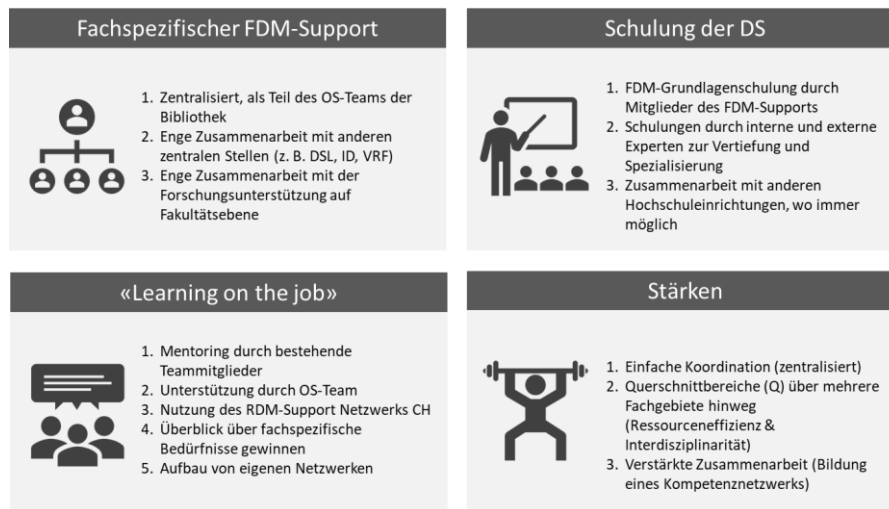 Fachspezifischer FDM-Support
1. Zentralisiert, als Teil des OS-Teams der
Bibliothek
2. Enge Zusammenarbeit mit anderen
zentralen Stellen (z. B. DSL, ID, VRF)
3. Enge Zusammenarbeit mit der
Forschungsunterstützung auf
Fakultätsebene
Schulung der DS
1. FDM-Grundlagenschulung durch
Mitglieder des FDM-Supports
2. Schulungen durch interne und externe
Experten zur Vertiefung und
Spezialisierung
3. Zusammenarbeit mit anderen
Hochschuleinrichtungen, wo immer
möglich
«Learning on the job»
1. Mentoring durch bestehende
Teammitglieder
2. Unterstützung durch OS-Team
3. Nutzung des RDM-Support Netzwerks CH
4. Überblick über fachspezifische
Bedürfnisse gewinnen
5. Aufbau von eigenen Netzwerken
Stärken
1. Einfache Koordination (zentralisiert)
2. Querschnittbereiche (Q) über mehrere
Fachgebiete hinweg
(Ressourceneffizienz &
Interdisziplinarität)
3. Verstärkte Zusammenarbeit (Bildung
eines Kompetenznetzwerks)